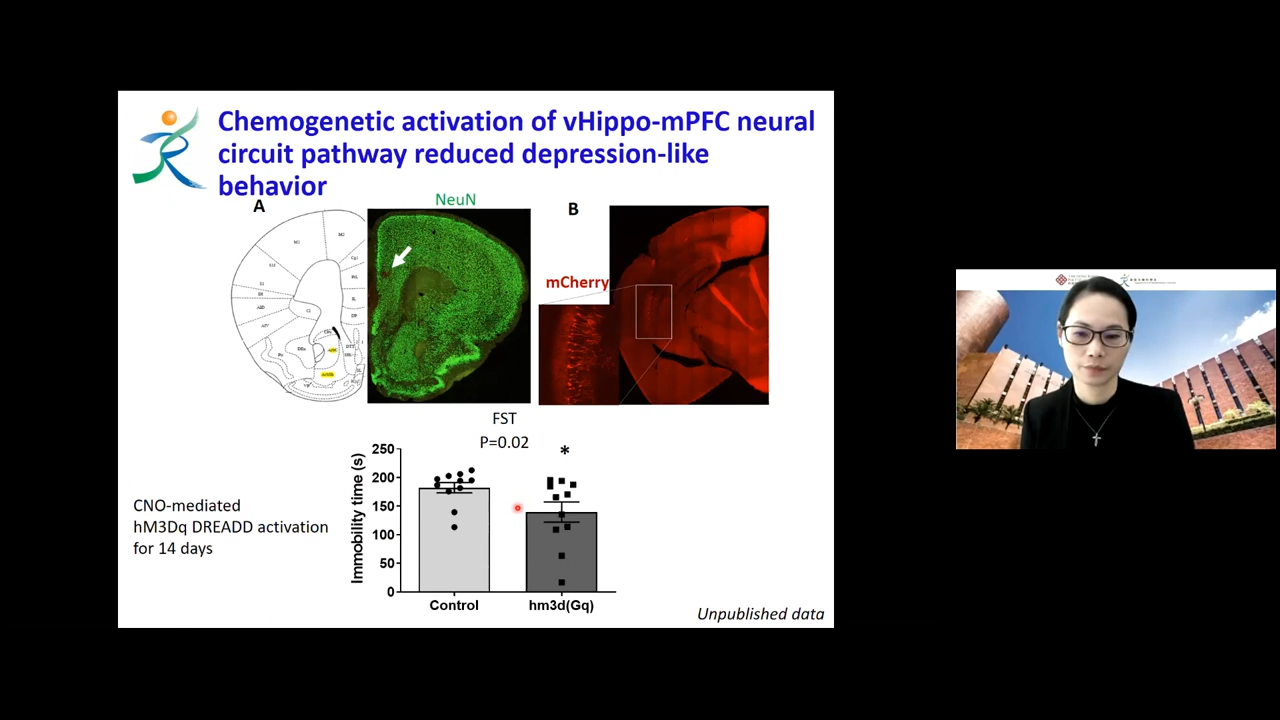 Chemogenetic activation of vHippo-mPFC neural
circuit pathway reduced depression-like
behavior
A
NeuN
B
mCherry
FST
P=0.02
*
Immobility time (s)
250
200
150
100
50
0
Control
hm3d(Gq)
CNO-mediated
hM3Dq DREADD activation
for 14 days
Unpublished data